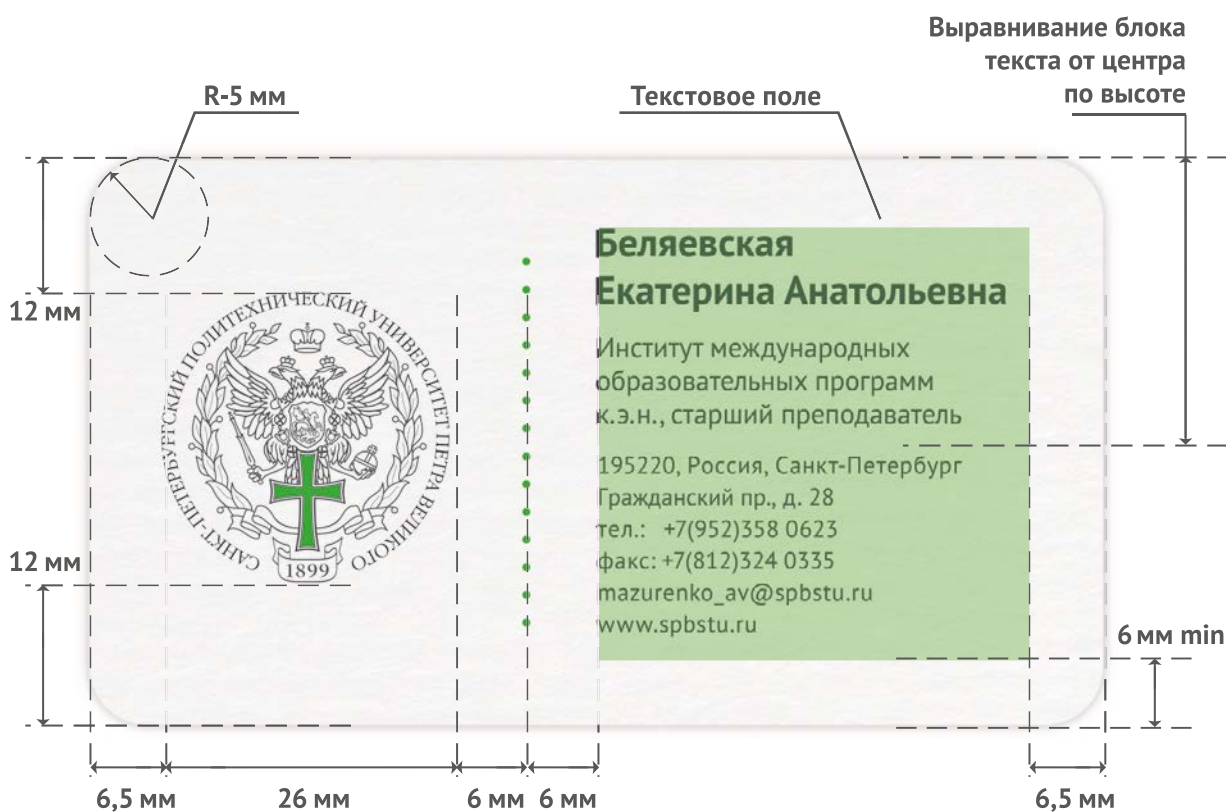 Выравнивание блока
текста от центра
по высоте
R-5 мм
Текстовое поле
12 мм
12 мм
САНКТ-ПЕТЕРБУРГСКИЙ ПОЛИТЕХНИЧЕСКИЙ УНИВЕРСИТЕТ ПЕТРА ВЕЛИКОГО
1899
Беляевская
Екатерина Анатольевна
Институт международных
образовательных программ
к.э.н., старший преподаватель
195220, Россия, Санкт-Петербург
Гражданский пр., д. 28
тел.: +7(952)358 0623
факс: +7(812)324 0335
mazurenko_av@spbstu.ru
www.spbstu.ru
6 мм min
6,5 мм
26 мм
6 мм
6 мм
6,5 мм